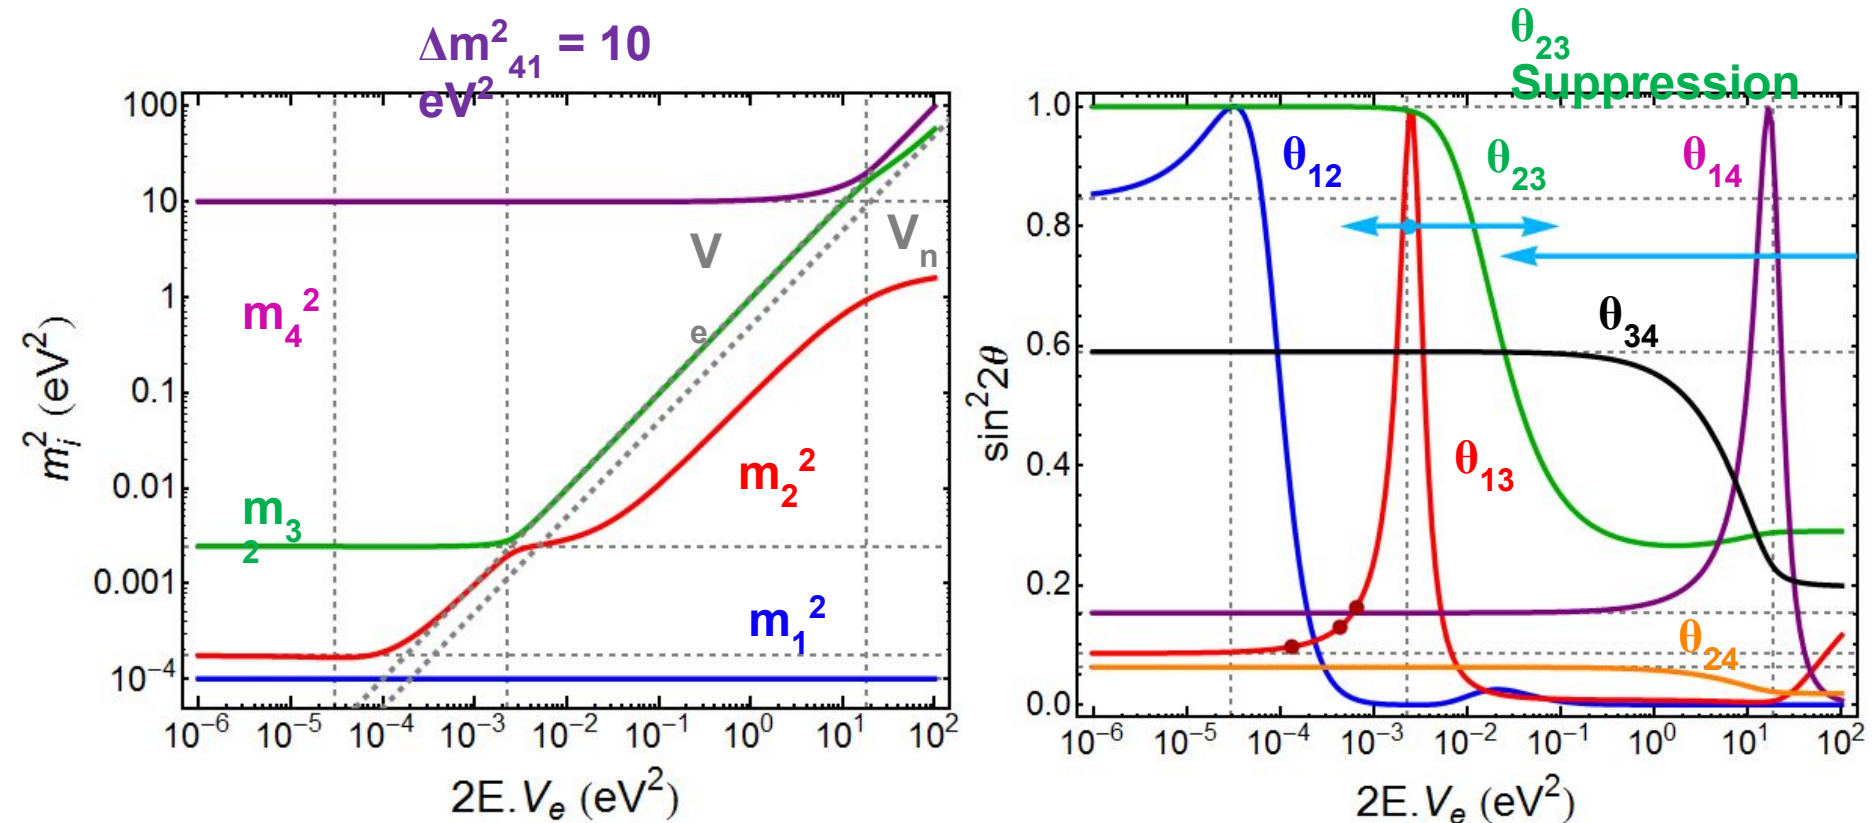 Δm²₄₁ = 10
eV²
100
10
1
0.1
0.01
0.001
10⁻⁴
m²ᵢ (eV²)
m₄²
m₃
₂
V
ₑ
Vₙ
m₂²
m₁²
10⁻⁶ 10⁻⁵ 10⁻⁴ 10⁻³ 10⁻² 10⁻¹ 10⁰ 10¹ 10²
2E.Vₑ (eV²)
θ₂₃
Suppression
1.0
0.8
0.6
0.4
0.2
0.0
sin²2θ
θ₁₂
θ₂₃
θ₁₄
θ₃₄
θ₁₃
θ₂₄
10⁻⁶ 10⁻⁵ 10⁻⁴ 10⁻³ 10⁻² 10⁻¹ 10⁰ 10¹ 10²
2E.Vₑ (eV²)